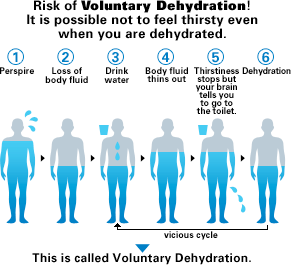 Risk of Voluntary Dehydration!
It is possible not to feel thirsty even
when you are dehydrated.
1 2 3 4 5 6
Perspire
Loss of
body fluid
Drink
water
Body fluid
thins out
Thirstiness
stops but
your brain
tells you
to go to
the toilet.
Dehydration
vicious cycle
This is called Voluntary Dehydration.